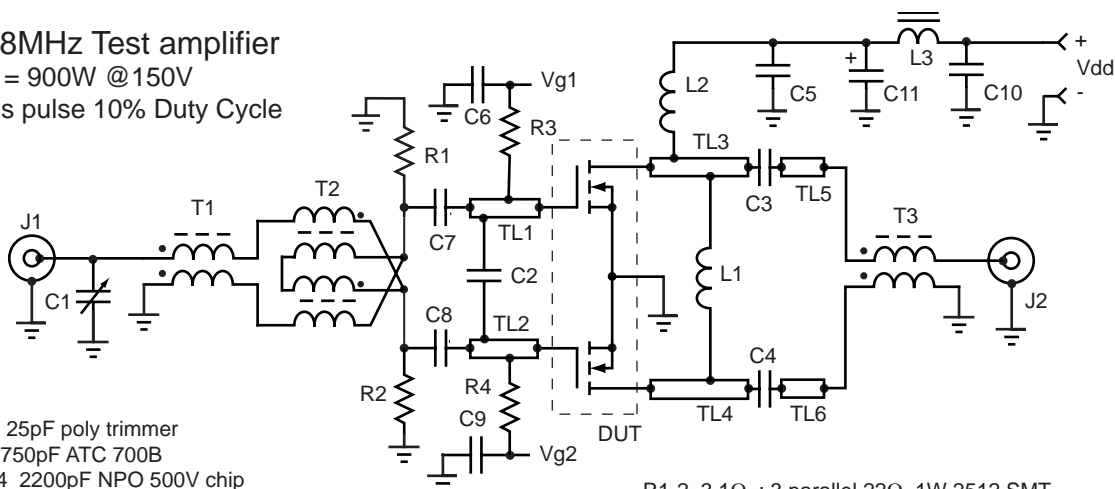 8MHz Test amplifier
= 900W @150V
s pulse 10% Duty Cycle
Vg1
C6
R3
R1
L2
C5
+
C11
L3
C10
+
Vdd
-
TL3
C3
TL5
T2
T1
J1
C1
C7
TL1
C2
L1
T3
J2
C8
TL2
R2
R4
C9
Vg2
DUT
TL4
C4
TL6
25pF poly trimmer
750pF ATC 700B
4 2200pF NPO 500V chip